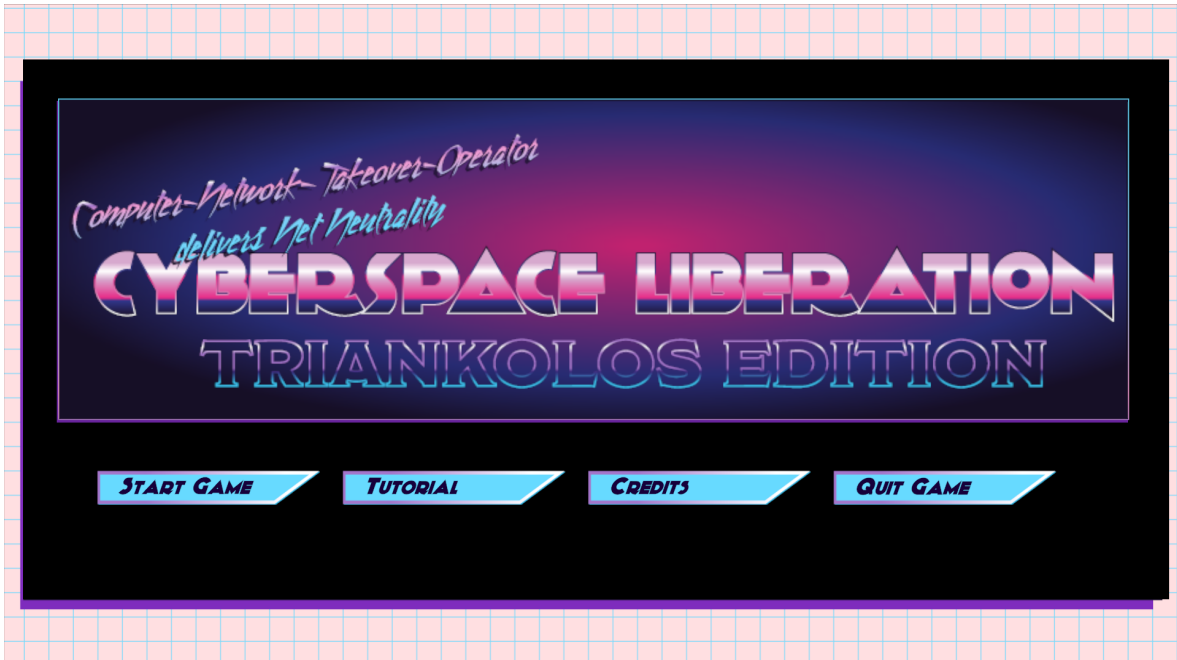 Computer-Network-Takeover-Operator
delivers Net Neutrality
CYBERSPACE LIBERATION
TRIANKOLOS EDITION
START GAME
TUTORIAL
CREDITS
QUIT GAME